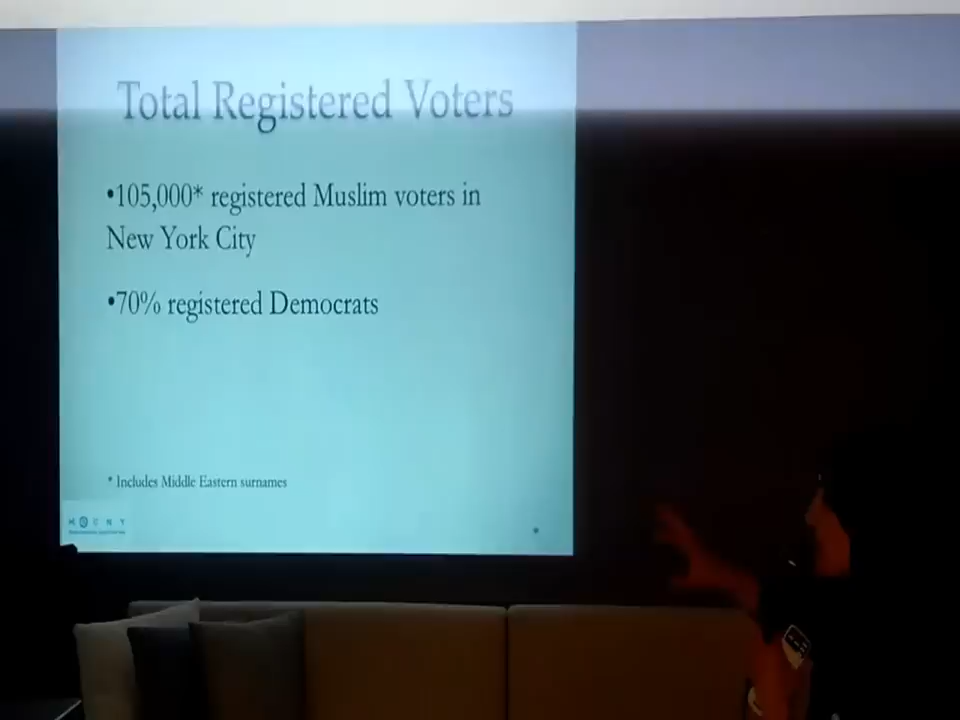 Total Registered Voters
•105,000* registered Muslim voters in
New York City
•70% registered Democrats
* Includes Middle Eastern surnames